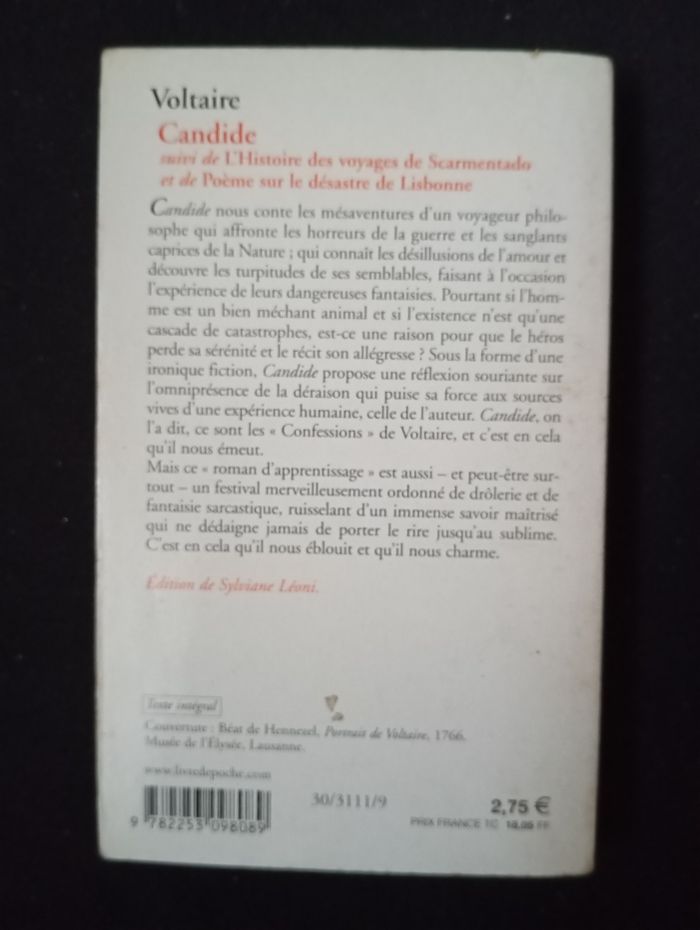 Voltaire
Candide
suivi de L'Histoire des voyages de Scarmentado
et de Poème sur le désastre de Lisbonne
Candide nous conte les mésaventures d'un voyageur philo-
sophe qui affronte les horreurs de la guerre et les sanglants
caprices de la Nature ; qui connaît les désillusions de l'amour et
découvre les turpitudes de ses semblables, faisant à l'occasion
l'expérience de leurs dangereuses fantaisies. Pourtant si l'hom-
me est un bien méchant animal et si l'existence n'est qu'une
cascade de catastrophes, est-ce une raison pour que le héros
perde sa sérénité et le récit son allégresse ? Sous la forme d'une
ironique fiction, Candide propose une réflexion souriante sur
l'omniprésence de la déraison qui puise sa force aux sources
vives d'une expérience humaine, celle de l'auteur. Candide, on
l'a dit, ce sont les « Confessions » de Voltaire, et c'est en cela
qu'il nous émeut.
Mais ce « roman d'apprentissage » est aussi – et peut-être sur-
tout – un festival merveilleusement ordonné de drôlerie et de
fantaisie sarcastique, ruisselant d'un immense savoir maîtrisé
qui ne dédaigne jamais de porter le rire jusqu'au sublime.
C'est en cela qu'il nous éblouit et qu'il nous charme.
Édition de Sylviane Léoni.
Texte intégral
Couverture : Béat de Hennezel, Portrait de Voltaire, 1766.
Musée de l'Élysée, Lausanne.
www.livredepoche.com
30/3111/9
2,75 €
PRIX FRANCE TC FF
9 782253 098089